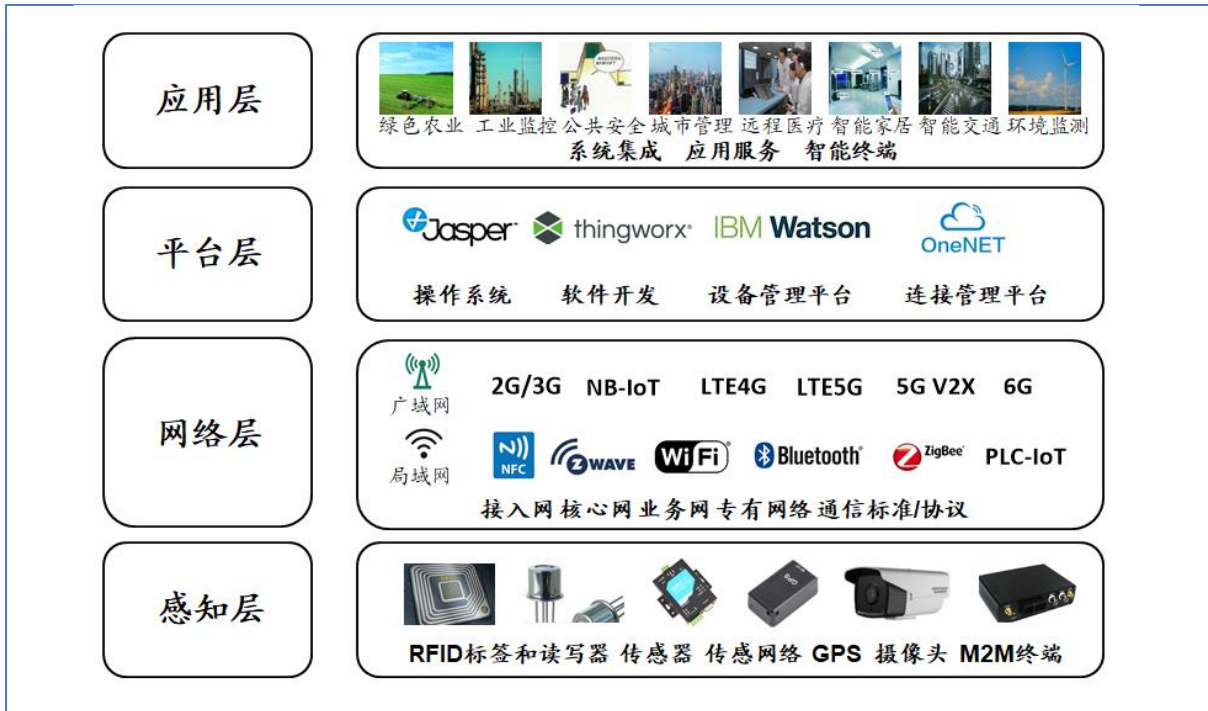 应用层
绿色农业 工业监控 公共安全 城市管理 远程医疗 智能家居 智能交通 环境监测
系统集成 应用服务 智能终端
平台层
Jasper thingworx IBM Watson OneNET
操作系统 软件开发 设备管理平台 连接管理平台
网络层
广域网 2G/3G NB-IoT LTE4G LTE5G 5G V2X 6G
局域网 NFC Z WAVE WiFi Bluetooth ZigBee PLC-IoT
接入网核心网业务网专有网络通信标准/协议
感知层
GPS
RFID标签和读写器 传感器 传感网络 GPS 摄像头 M2M终端